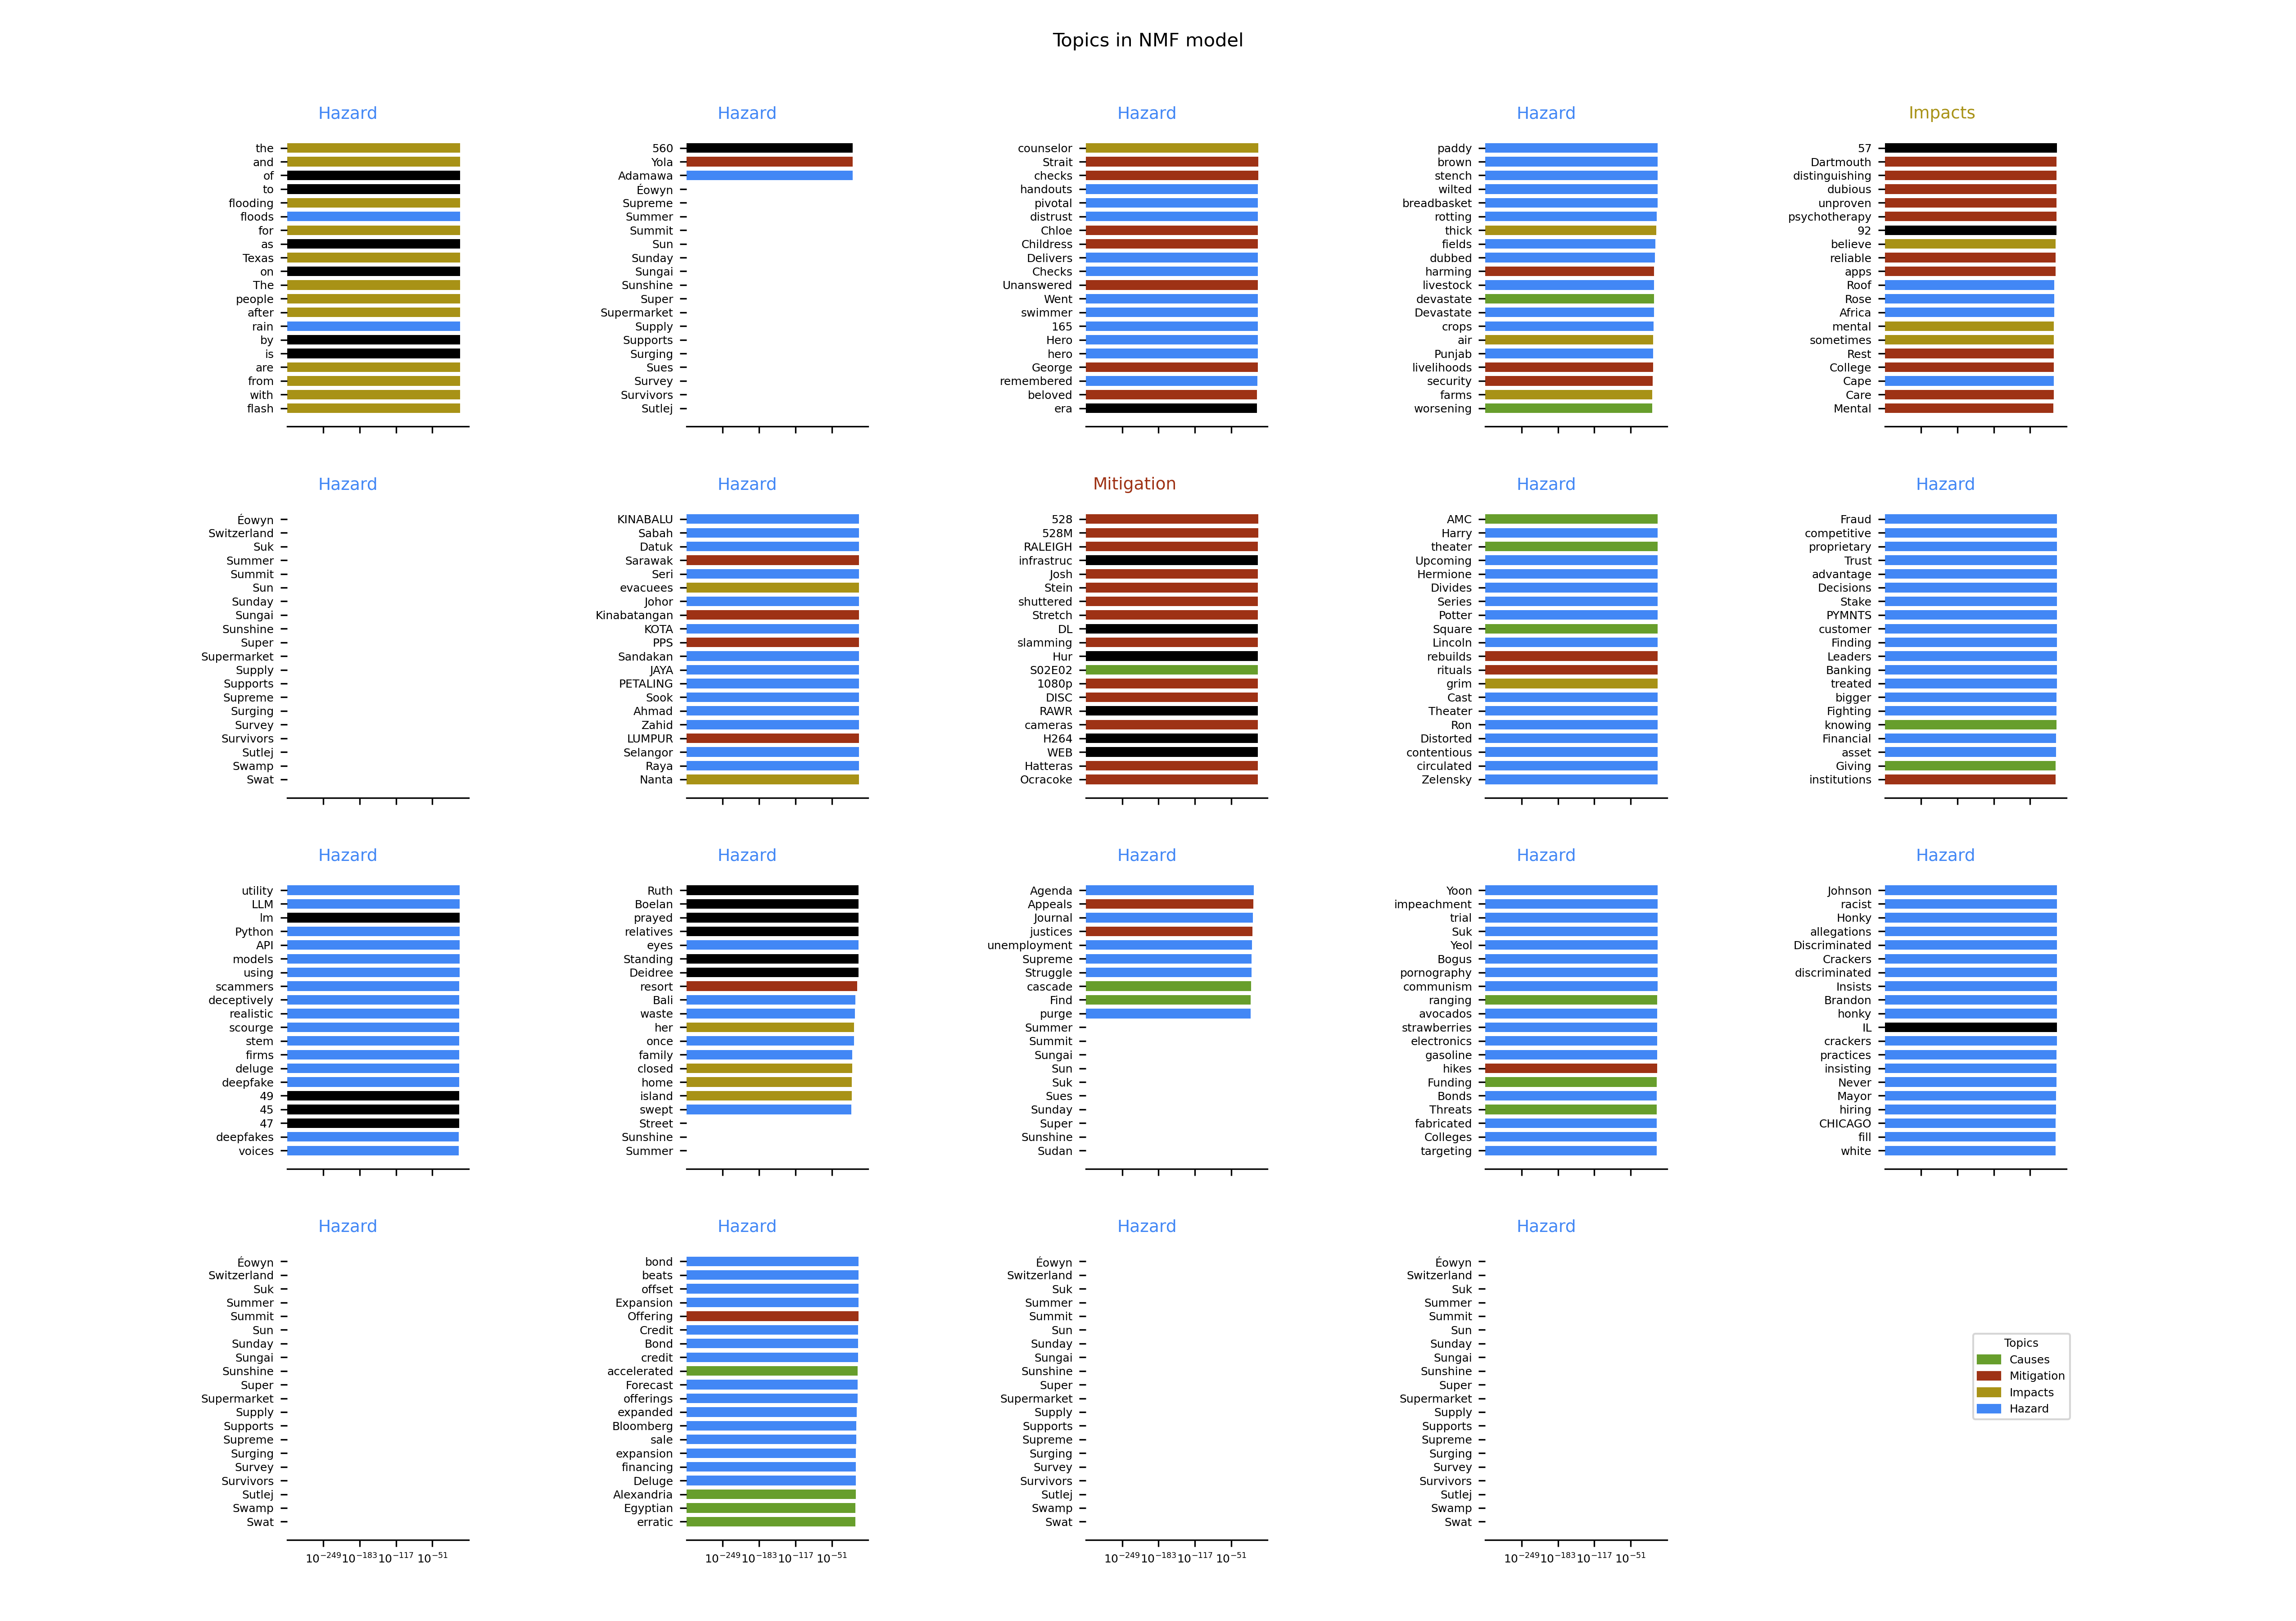 Topics in NMF model
Hazard
the
and
of
to
flooding
floods
for
as
Texas
on
The
people
after
rain
by
is
are
from
with
flash
Hazard
560
Yola
Adamawa
Éowyn
Supreme
Summer
Summit
Sun
Sunday
Sungai
Sunshine
Super
Supermarket
Supply
Supports
Surging
Sues
Survey
Survivors
Sutlej
Hazard
counselor
Strait
checks
handouts
pivotal
distrust
Chloe
Childress
Delivers
Checks
Unanswered
Went
swimmer
165
Hero
hero
George
remembered
beloved
era
Hazard
paddy
brown
stench
wilted
breadbasket
rotting
thick
fields
dubbed
harming
livestock
devastate
Devastate
crops
air
Punjab
livelihoods
security
farms
worsening
Impacts
57
Dartmouth
distinguishing
dubious
unproven
psychotherapy
92
believe
reliable
apps
Roof
Rose
Africa
mental
sometimes
Rest
College
Cape
Care
Mental
Hazard
Éowyn
Switzerland
Suk
Summer
Summit
Sun
Sunday
Sungai
Sunshine
Super
Supermarket
Supply
Supports
Supreme
Surging
Survey
Survivors
Sutlej
Swamp
Swat
Hazard
KINABALU
Sabah
Datuk
Sarawak
Seri
evacuees
Johor
Kinabatangan
KOTA
PPS
Sandakan
JAYA
PETALING
Sook
Ahmad
Zahid
LUMPUR
Selangor
Raya
Nanta
Mitigation
528
528M
RALEIGH
infrastruc
Josh
Stein
shuttered
Stretch
DL
slamming
Hur
S02E02
1080p
DISC
RAWR
cameras
H264
WEB
Hatteras
Ocracoke
Hazard
AMC
Harry
theater
Upcoming
Hermione
Divides
Series
Potter
Square
Lincoln
rebuilds
rituals
grim
Cast
Theater
Ron
Distorted
contentious
circulated
Zelensky
Hazard
Fraud
competitive
proprietary
Trust
advantage
Decisions
Stake
PYMNTS
customer
Finding
Leaders
Banking
treated
bigger
Fighting
knowing
Financial
asset
Giving
institutions
Hazard
utility
LLM
lm
Python
API
models
using
scammers
deceptively
realistic
scourge
stem
firms
deluge
deepfake
49
45
47
deepfakes
voices
Hazard
Ruth
Boelan
prayed
relatives
eyes
Standing
Deidree
resort
Bali
waste
her
once
family
closed
home
island
swept
Street
Sunshine
Summer
Hazard
Agenda
Appeals
Journal
justices
unemployment
Supreme
Struggle
cascade
Find
purge
Summer
Summit
Sungai
Sun
Suk
Sues
Sunday
Super
Sunshine
Sudan
Hazard
Yoon
impeachment
trial
Suk
Yeol
Bogus
pornography
communism
ranging
avocados
strawberries
electronics
gasoline
hikes
Funding
Bonds
Threats
fabricated
Colleges
targeting
Hazard
Johnson
racist
Honky
allegations
Discriminated
Crackers
discriminated
Insists
Brandon
honky
IL
crackers
practices
insisting
Never
Mayor
hiring
CHICAGO
fill
white
Hazard
Éowyn
Switzerland
Suk
Summer
Summit
Sun
Sunday
Sungai
Sunshine
Super
Supermarket
Supply
Supports
Supreme
Surging
Survey
Survivors
Sutlej
Swamp
Swat
10^-249 10^-183 10^-117 10^-51
Hazard
bond
beats
offset
Expansion
Offering
Credit
Bond
credit
accelerated
Forecast
offerings
expanded
Bloomberg
sale
expansion
financing
Deluge
Alexandria
Egyptian
erratic
10^-249 10^-183 10^-117 10^-51
Hazard
Éowyn
Switzerland
Suk
Summer
Summit
Sun
Sunday
Sungai
Sunshine
Super
Supermarket
Supply
Supports
Supreme
Surging
Survey
Survivors
Sutlej
Swamp
Swat
10^-249 10^-183 10^-117 10^-51
Hazard
Éowyn
Switzerland
Suk
Summer
Summit
Sun
Sunday
Sungai
Sunshine
Super
Supermarket
Supply
Supports
Supreme
Surging
Survey
Survivors
Sutlej
Swamp
Swat
10^-249 10^-183 10^-117 10^-51
Topics
Causes
Mitigation
Impacts
Hazard